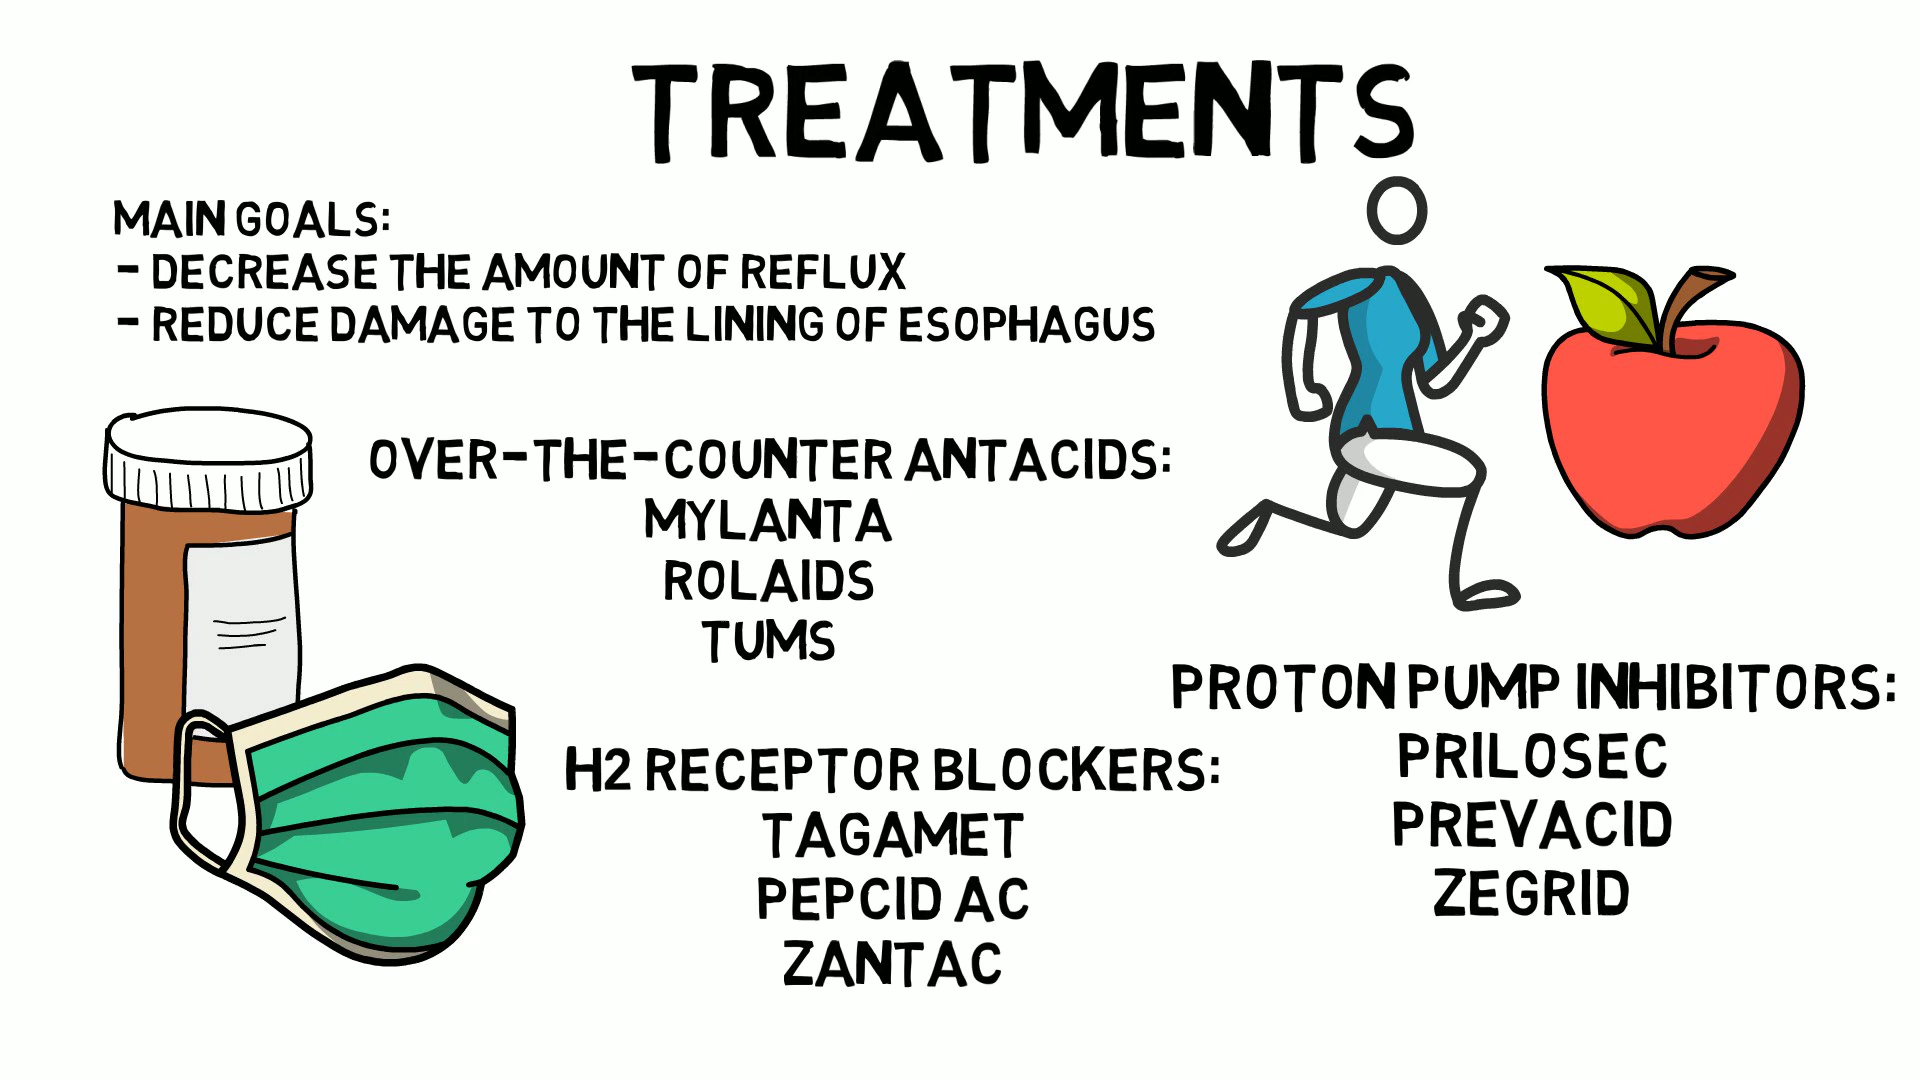 TREATMENTS
MAIN GOALS:
- DECREASE THE AMOUNT OF REFLUX
- REDUCE DAMAGE TO THE LINING OF ESOPHAGUS
OVER-THE-COUNTER ANTACIDS:
MYLANTA
ROLAIDS
TUMS
H2 RECEPTOR BLOCKERS:
TAGAMET
PEPCID AC
ZANTAC
PROTON PUMP INHIBITORS:
PRILOSEC
PREVACID
ZEGRID